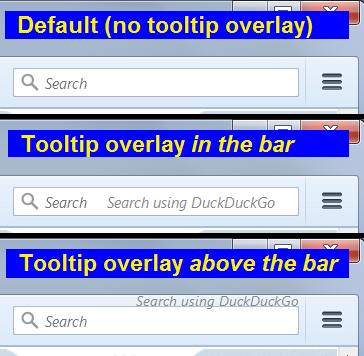 Default (no tooltip overlay)
Search
Tooltip overlay in the bar
Search Search using DuckDuckGo
Tooltip overlay above the bar
Search using DuckDuckGo
Search